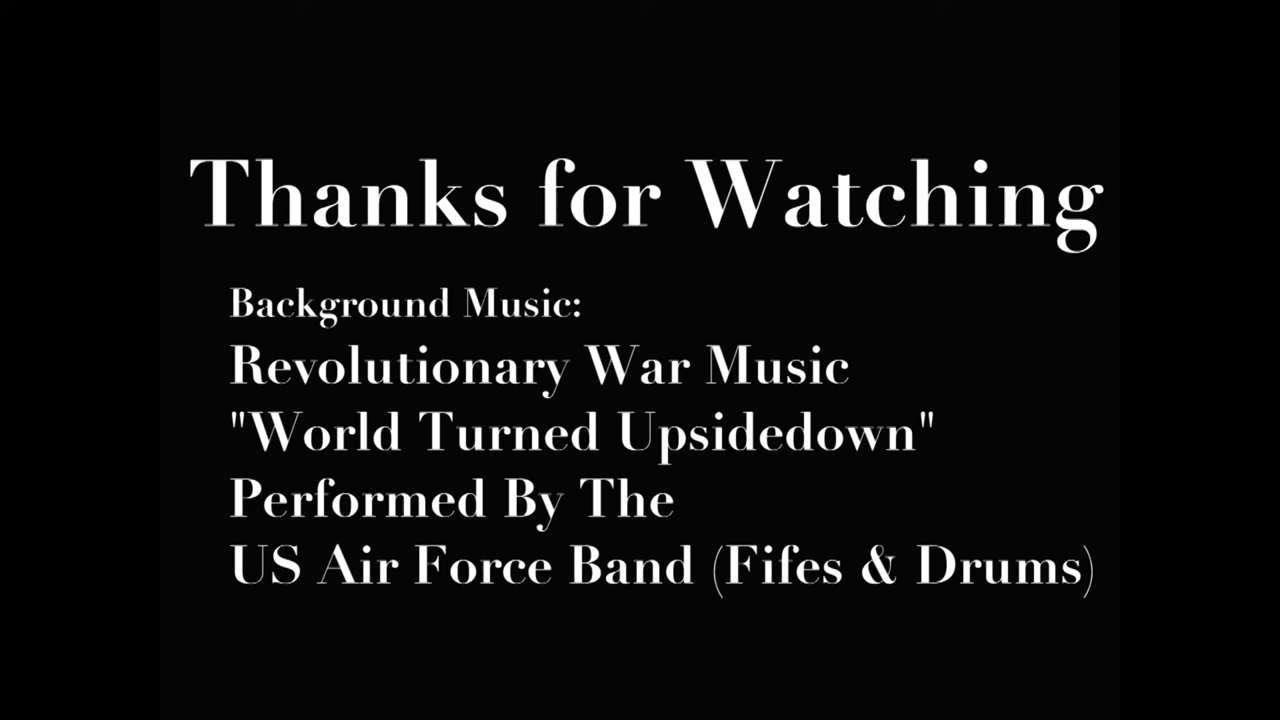 Thanks for Watching
Background Music:
Revolutionary War Music
"World Turned Upsidedown"
Performed By The
US Air Force Band (Fifes & Drums)